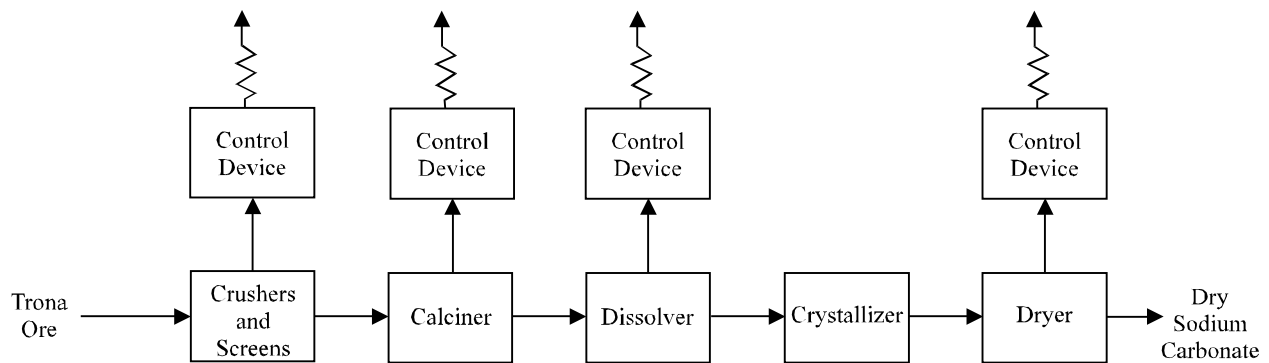 Control
Device
Control
Device
Control
Device
Control
Device
Trona
Ore
Crushers
and
Screens
Calciner
Dissolver
Crystallizer
Dryer
Dry
Sodium
Carbonate